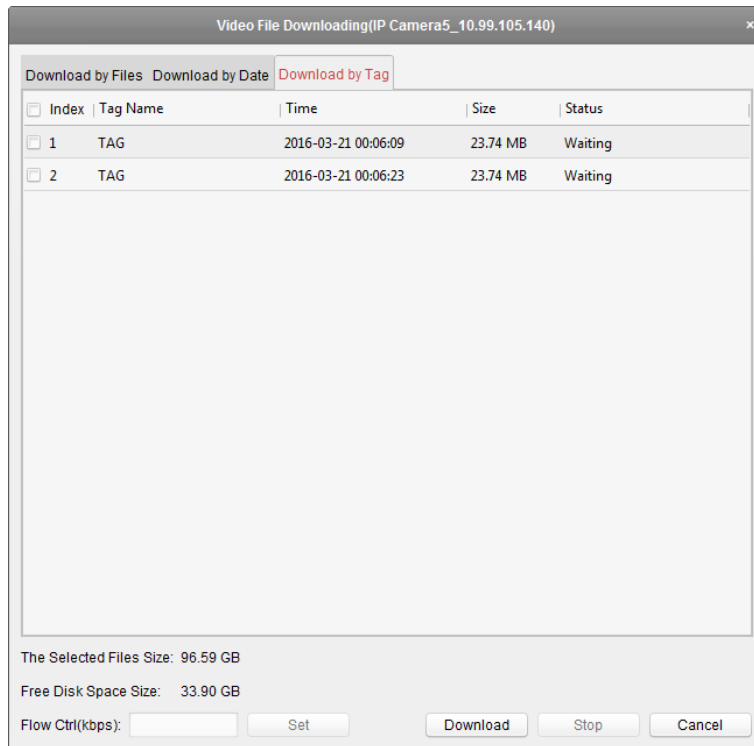 Video File Downloading(IP Camera5_10.99.105.140) ×
Download by Files Download by Date Download by Tag
Index Tag Name Time Size Status
1 TAG 2016-03-21 00:06:09 23.74 MB Waiting
2 TAG 2016-03-21 00:06:23 23.74 MB Waiting
The Selected Files Size: 96.59 GB
Free Disk Space Size: 33.90 GB
Flow Ctrl(kbps): Set Download Stop Cancel